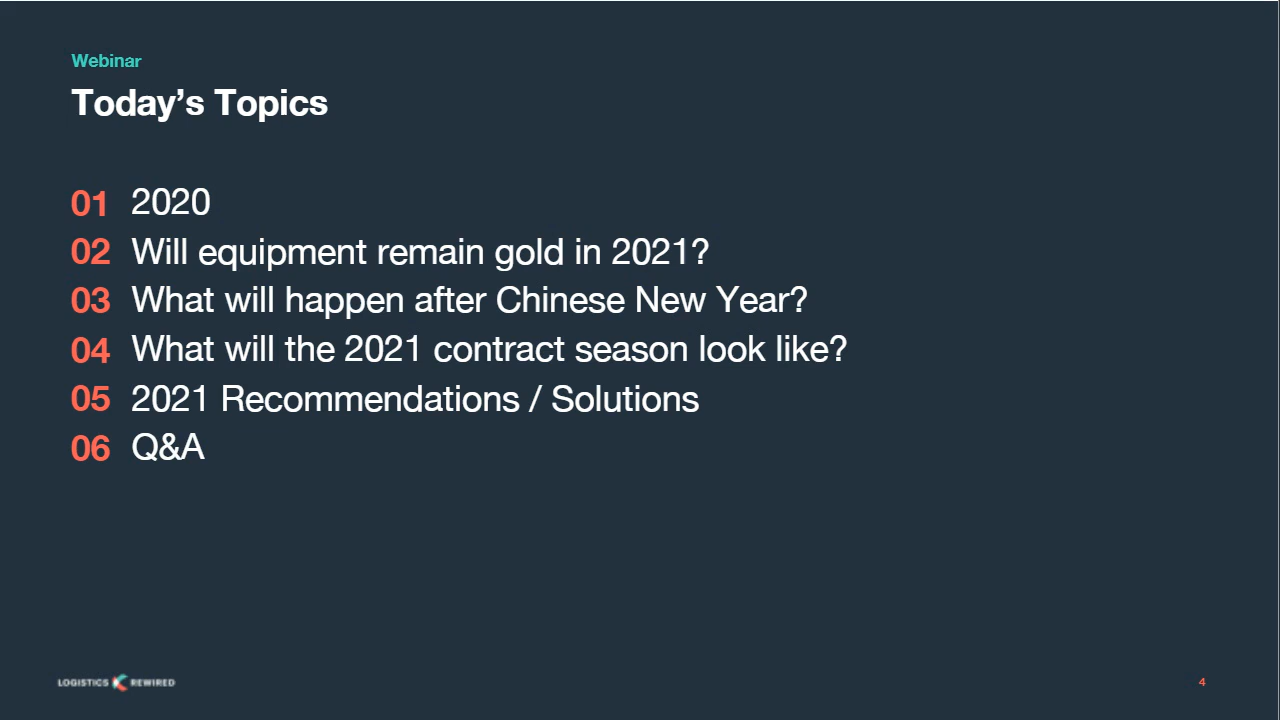 Webinar
Today’s Topics
01 2020
02 Will equipment remain gold in 2021?
03 What will happen after Chinese New Year?
04 What will the 2021 contract season look like?
05 2021 Recommendations / Solutions
06 Q&A
LOGISTICS REWIRED
4